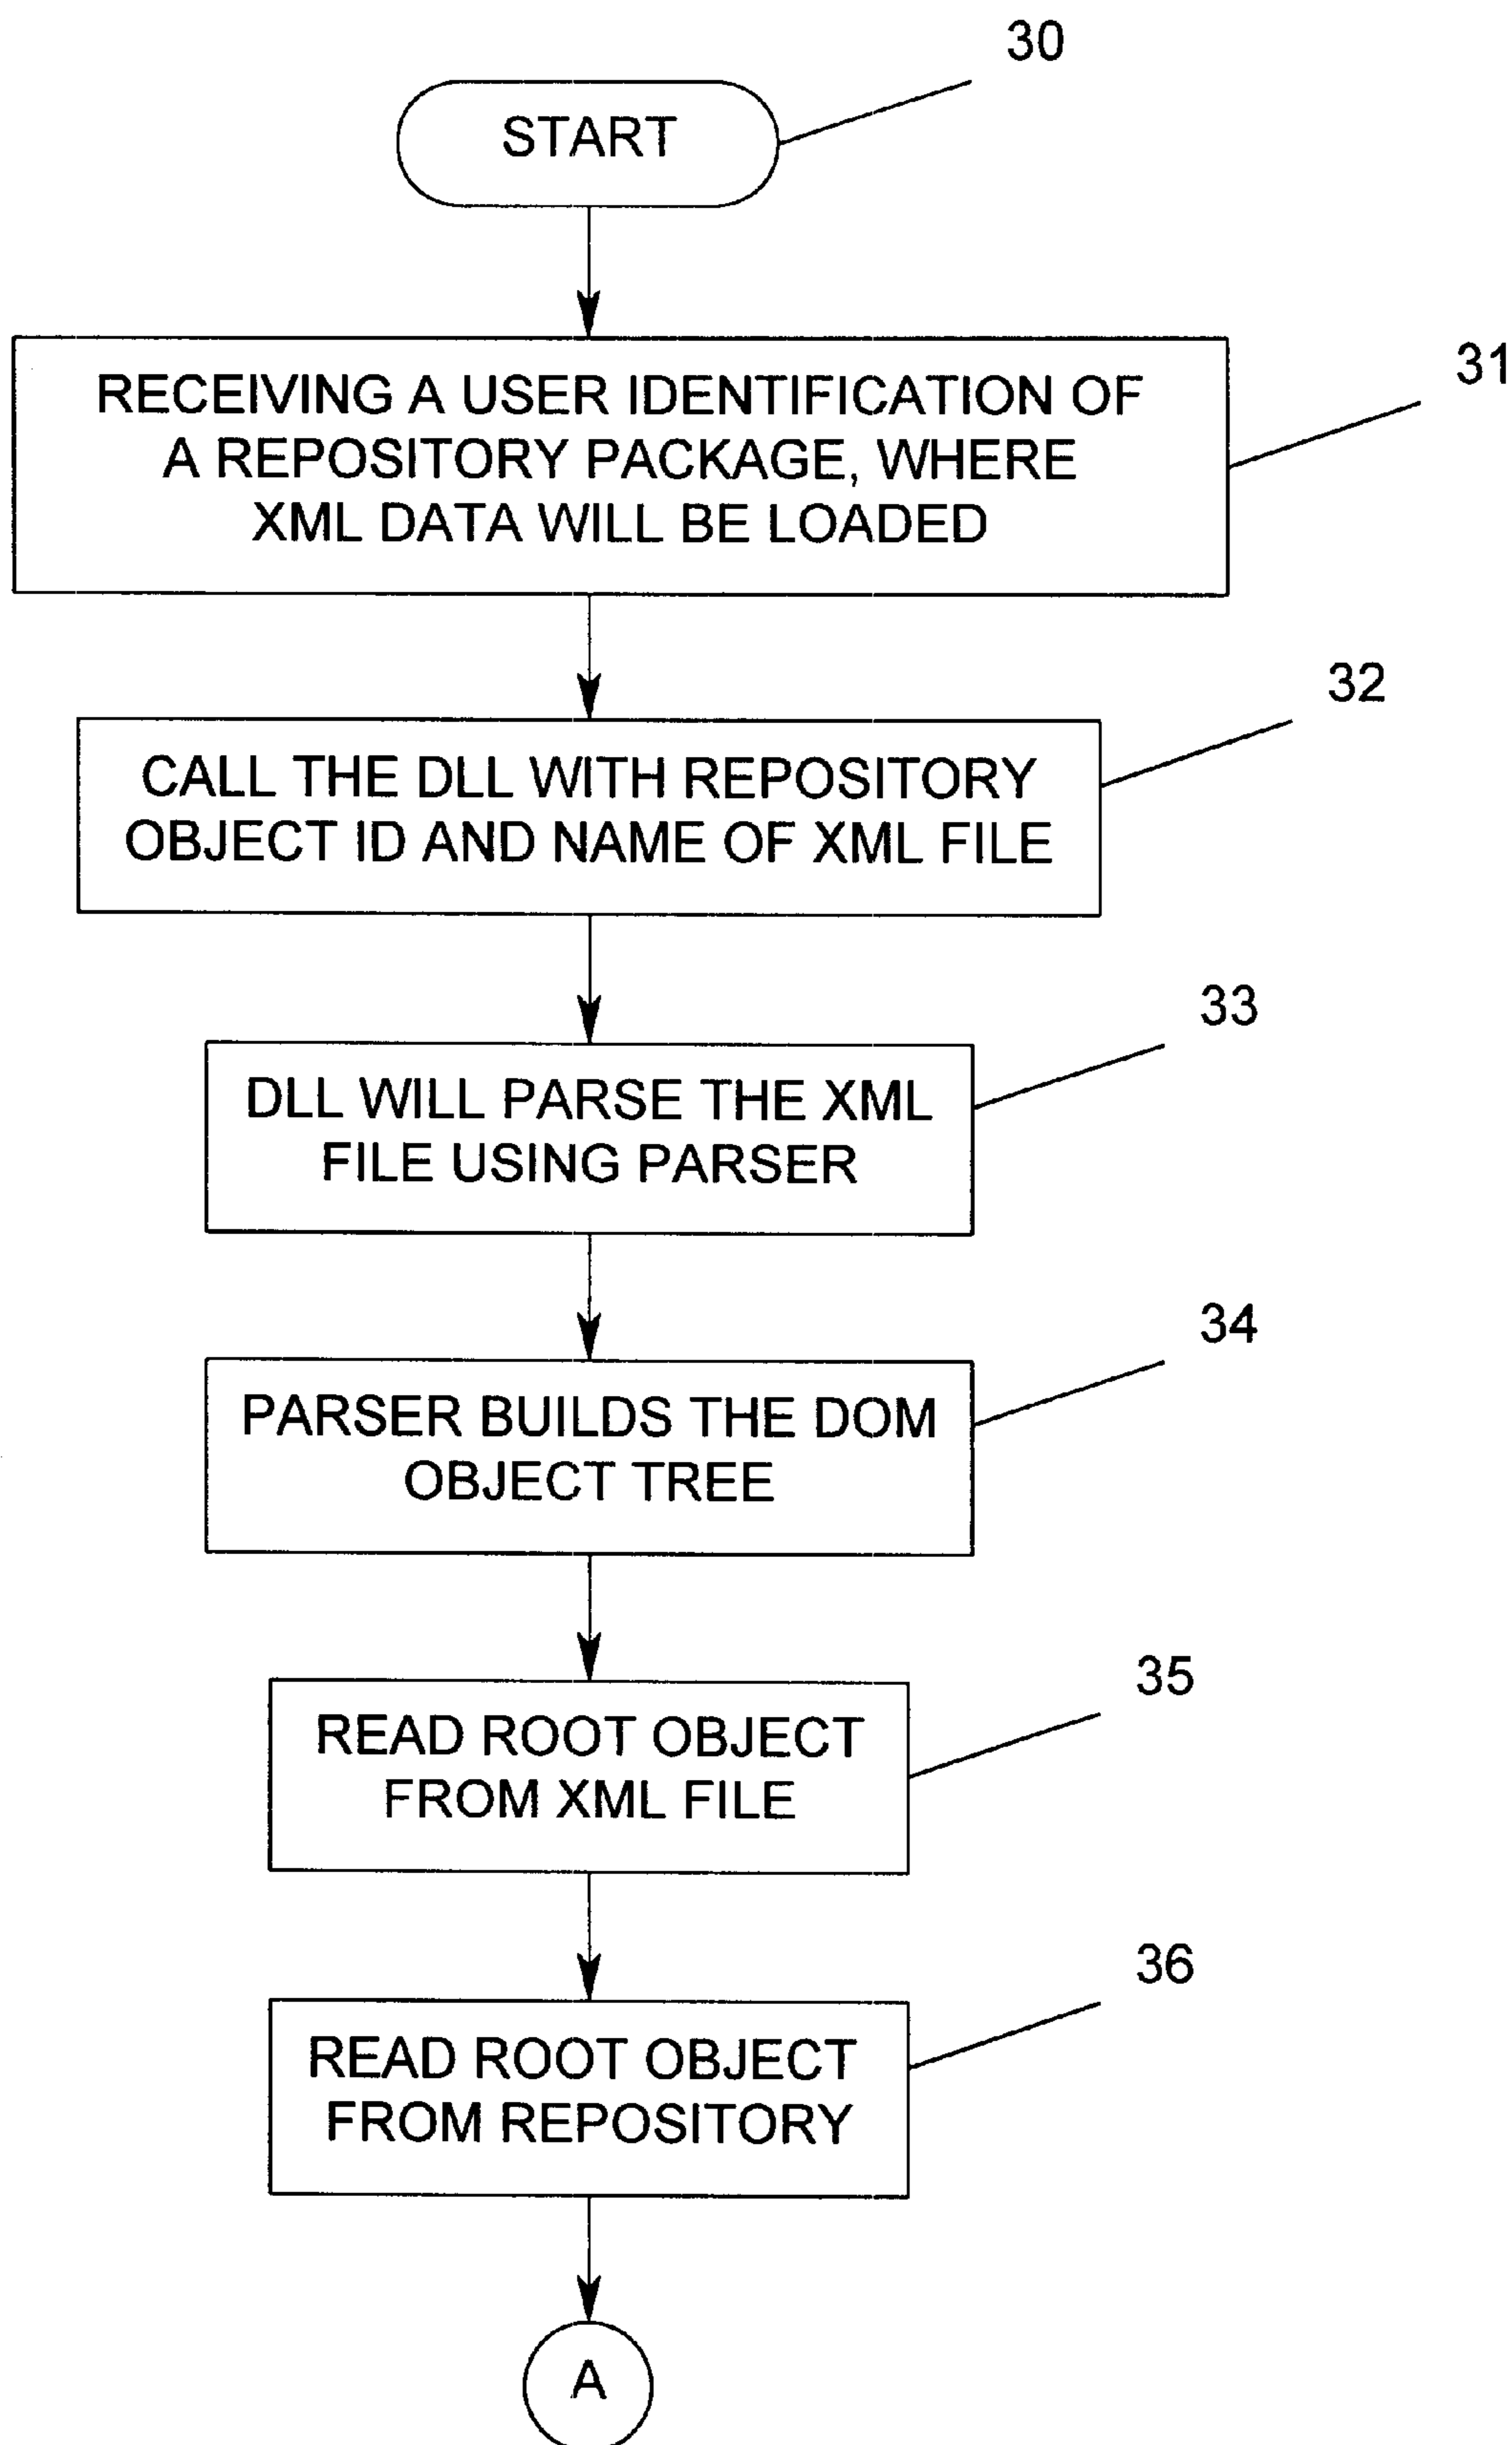 30
START
31
RECEIVING A USER IDENTIFICATION OF
A REPOSITORY PACKAGE, WHERE
XML DATA WILL BE LOADED
32
CALL THE DLL WITH REPOSITORY
OBJECT ID AND NAME OF XML FILE
33
DLL WILL PARSE THE XML
FILE USING PARSER
34
PARSER BUILDS THE DOM
OBJECT TREE
35
READ ROOT OBJECT
FROM XML FILE
36
READ ROOT OBJECT
FROM REPOSITORY
A